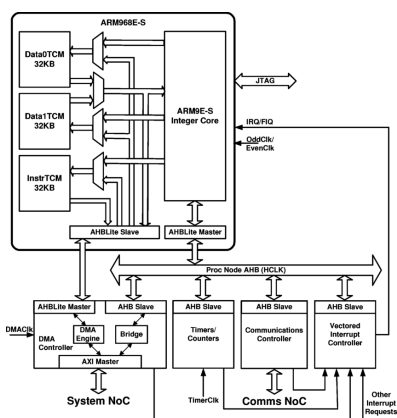 ARM968E-S
Data0TCM
32KB
Data1TCM
32KB
InstrTCM
32KB
ARM9E-S
Integer Core
JTAG
IRQ/FIQ
OddClk/
EvenClk
AHBLite Slave
AHBLite Master
Proc Node AHB (HCLK)
AHBLite Master
AHB Slave
DMA
Engine
Bridge
DMA
Controller
AXI Master
DMAClk
AHB Slave
Timers/
Counters
AHB Slave
Communications
Controller
AHB Slave
Vectored
Interrupt
Controller
System NoC
TimerClk
Comms NoC
Other
Interrupt
Requests